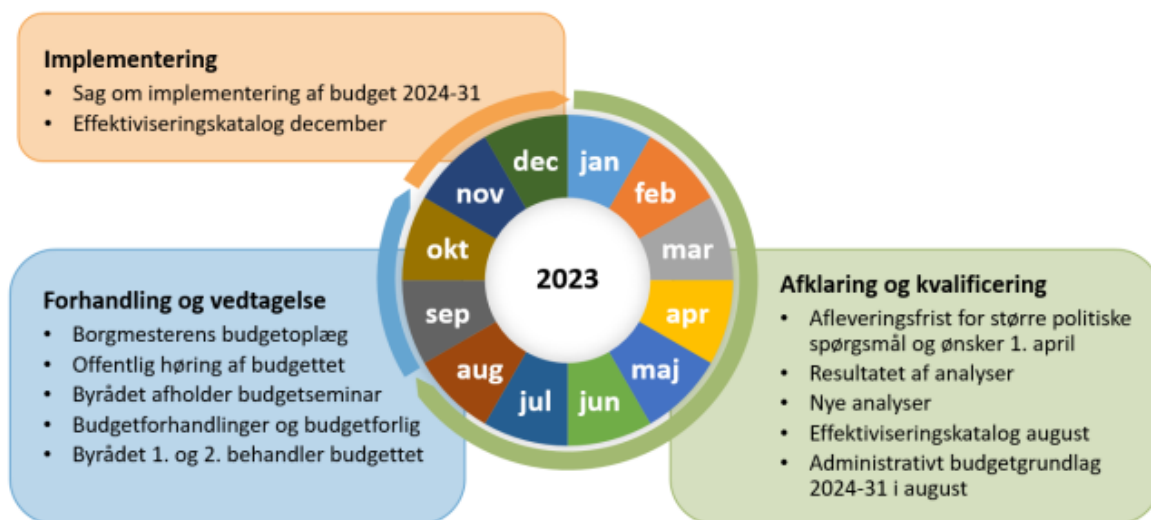 Implementering
• Sag om implementering af budget 2024-31
• Effektiviseringskatalog december
dec
jan
nov
feb
okt
mar
2023
sep
apr
aug
maj
jul
jun
Forhandling og vedtagelse
• Borgmesterens budgetoplæg
• Offentlig høring af budgettet
• Byrådet afholder budgetseminar
• Budgetforhandlinger og budgetforlig
• Byrådet 1. og 2. behandler budgettet
Afklaring og kvalificering
• Afleveringsfrist for større politiske
spørgsmål og ønsker 1. april
• Resultatet af analyser
• Nye analyser
• Effektiviseringskatalog august
• Administrativt budgetgrundlag
2024-31 i august